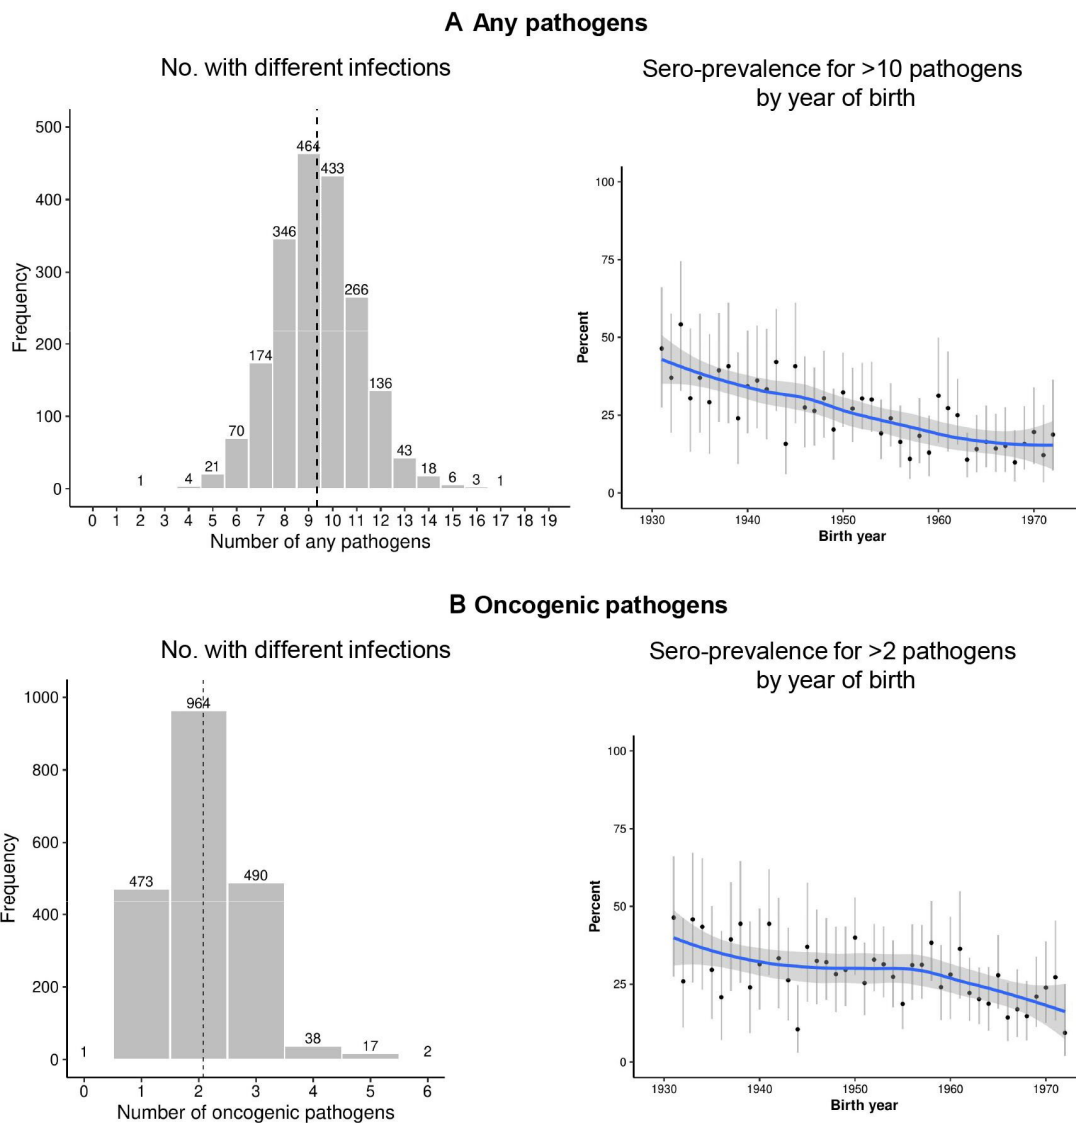 A Any pathogens
No. with different infections
Sero-prevalence for >10 pathogens
by year of birth
500
400
300
200
100
0
Frequency
1
4
21
70
174
346
464
433
266
136
43
18
6
3
1
0 1 2 3 4 5 6 7 8 9 10 11 12 13 14 15 16 17 18 19
Number of any pathogens
100
75
50
25
0
Percent
1930 1940 1950 1960 1970
Birth year
B Oncogenic pathogens
No. with different infections
Sero-prevalence for >2 pathogens
by year of birth
1000
800
600
400
200
0
Frequency
1
473
964
490
38
17
2
0 1 2 3 4 5 6
Number of oncogenic pathogens
100
75
50
25
0
Percent
1930 1940 1950 1960 1970
Birth year